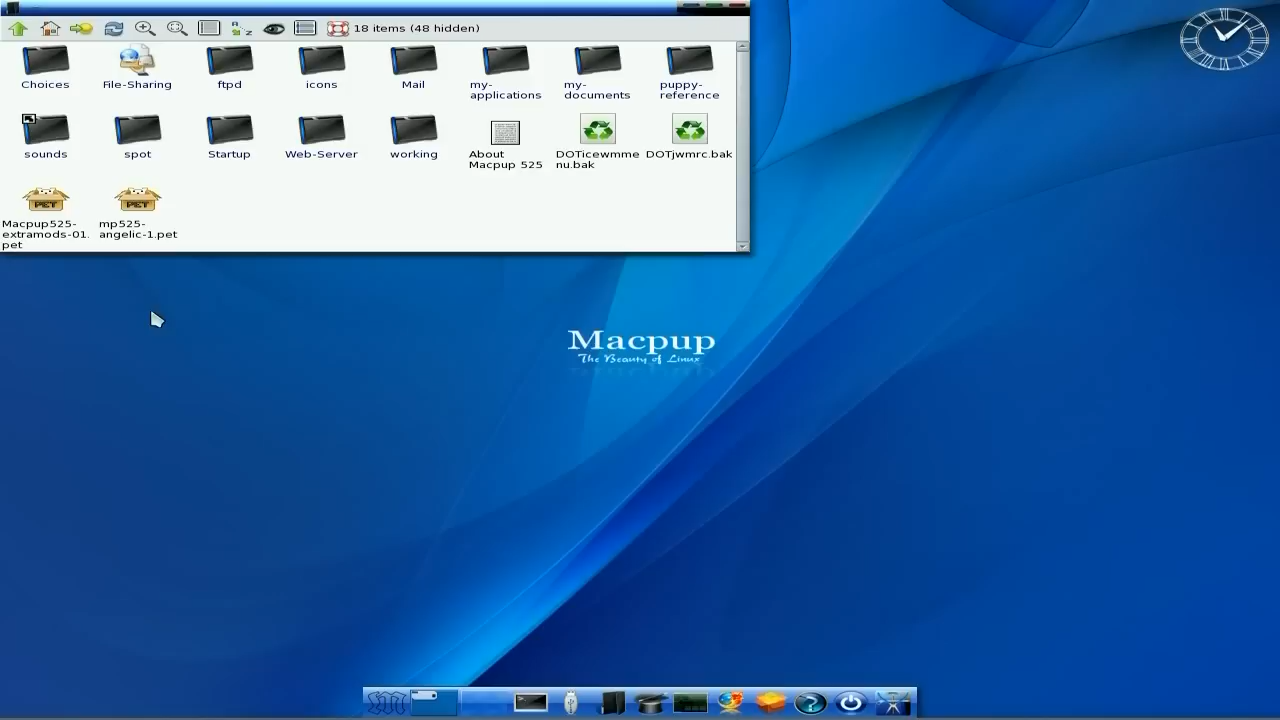 18 items (48 hidden)
Choices
File-Sharing
ftpd
icons
Mail
my-
applications
my-
documents
puppy-
reference
sounds
spot
Startup
Web-Server
working
About
Macpup 525
DOTicewmme
nu.bak
DOTjwmrc.bak
PET
Macpup525-
extramods-01.
pet
PET
mp525-
angelic-1.pet
Macpup
The Beauty of Linux